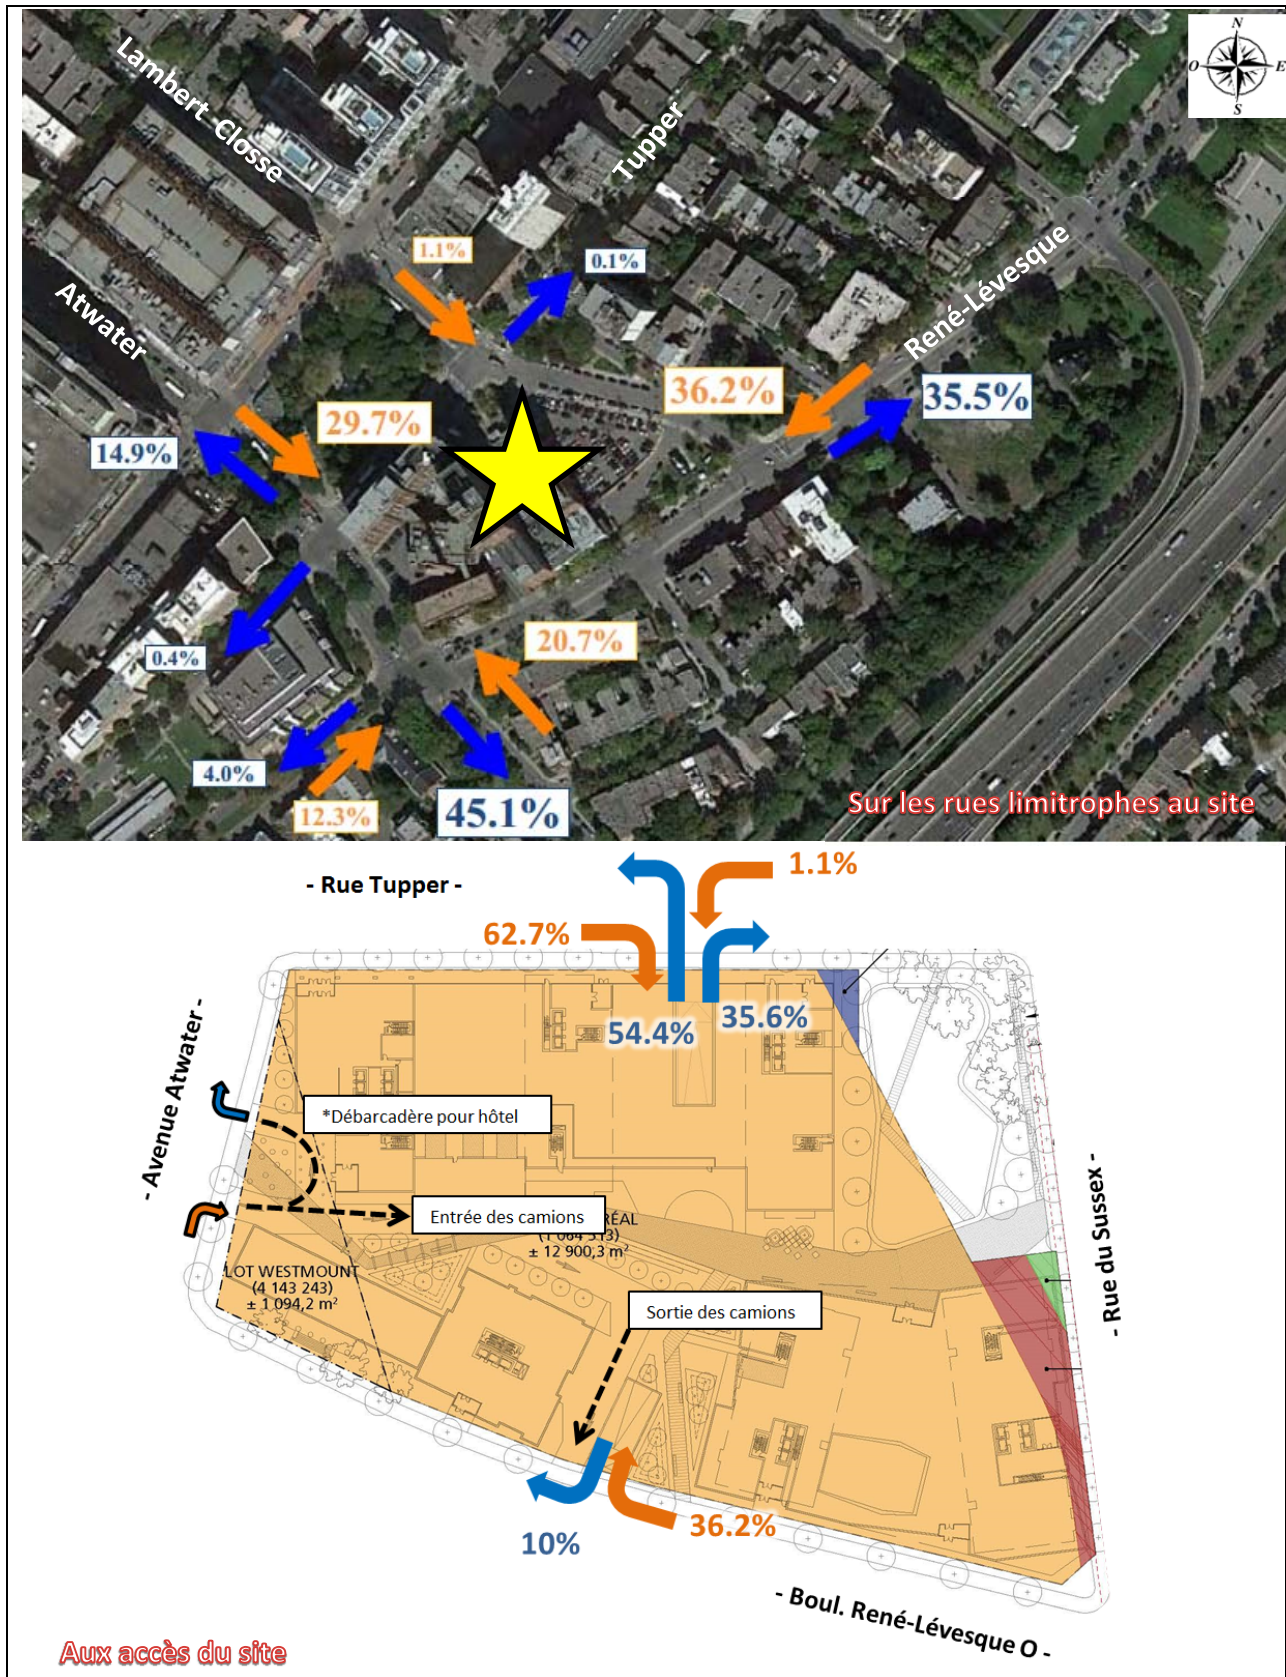 N
O
E
S
Lambert Closse
Tupper
Atwater
René-Lévesque
1.1%
0.1%
36.2%
35.5%
29.7%
14.9%
20.7%
0.4%
4.0%
12.3%
45.1%
Sur les rues limitrophes au site
- Rue Tupper -
1.1%
62.7%
54.4%
35.6%
- Avenue Atwater -
*Débarcadère pour hôtel
Entrée des camions
RÉAL
(1 064 513)
± 12 900,3 m²
LOT WESTMOUNT
(4 143 243)
± 1 094,2 m²
Sortie des camions
- Rue du Sussex -
10%
36.2%
- Boul. René-Lévesque O -
Aux accès du site